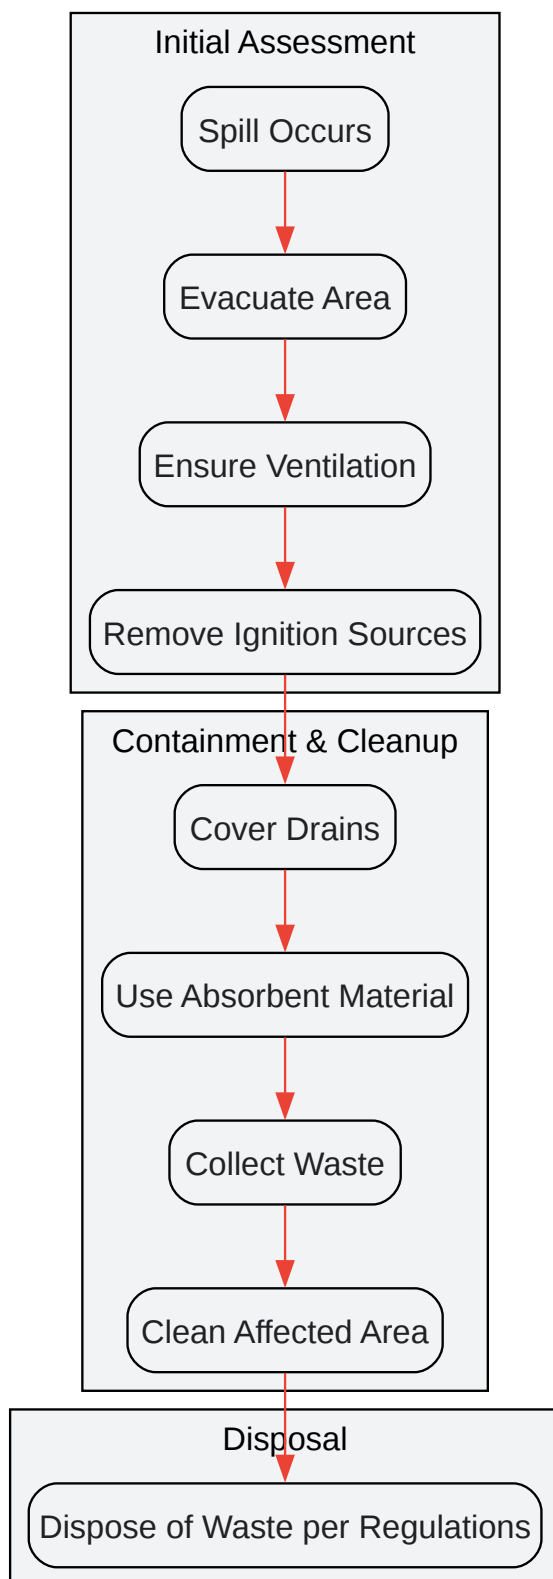 Initial Assessment
Spill Occurs
Evacuate Area
Ensure Ventilation
Remove Ignition Sources
Containment & Cleanup
Cover Drains
Use Absorbent Material
Collect Waste
Clean Affected Area
Disposal
Dispose of Waste per Regulations